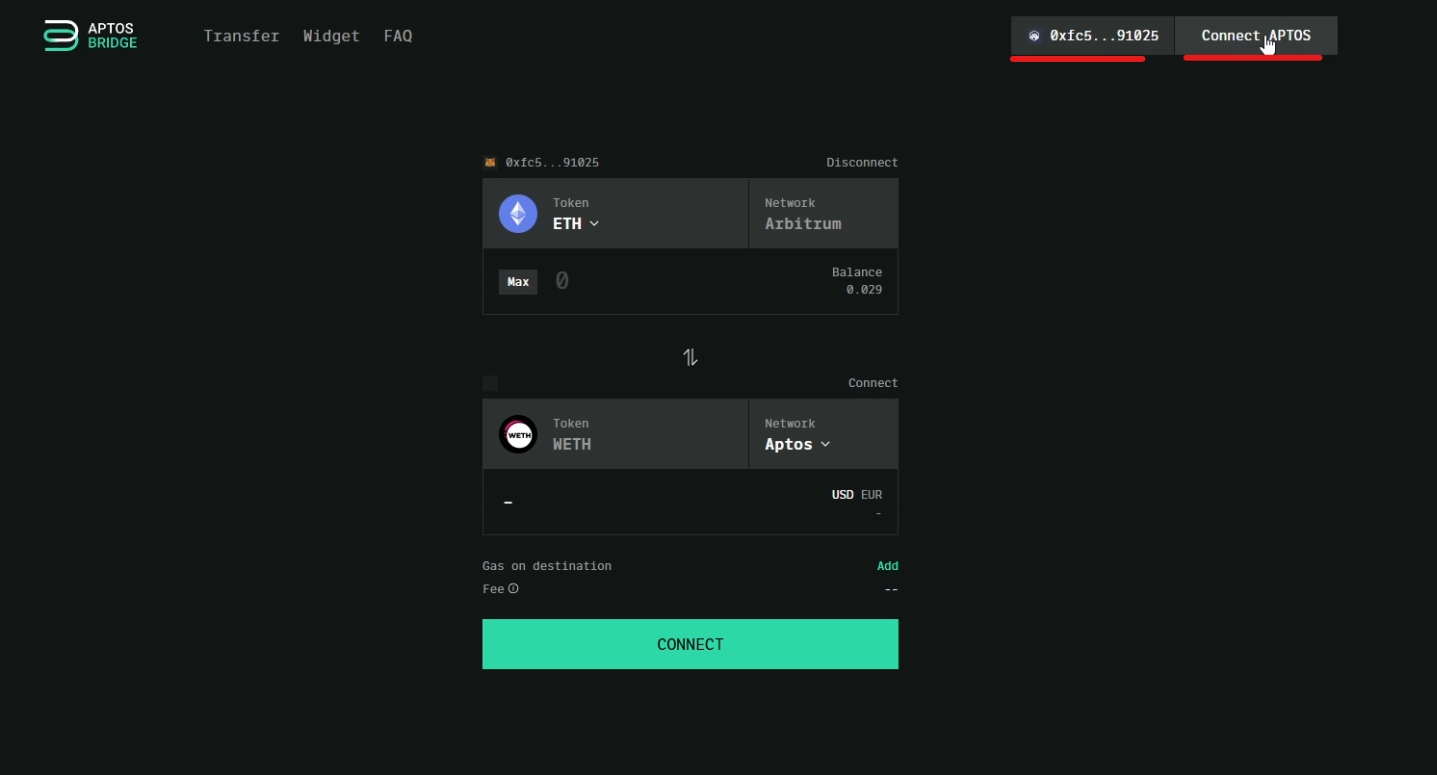 APTOS
BRIDGE
Transfer Widget FAQ
0xfc5...91025
Connect APTOS
0xfc5...91025 Disconnect
Token Network
ETH Arbitrum
Max 0 Balance
0.029
Connect
Token Network
WETH WETH Aptos
- USD EUR
-
Gas on destination Add
Fee --
CONNECT